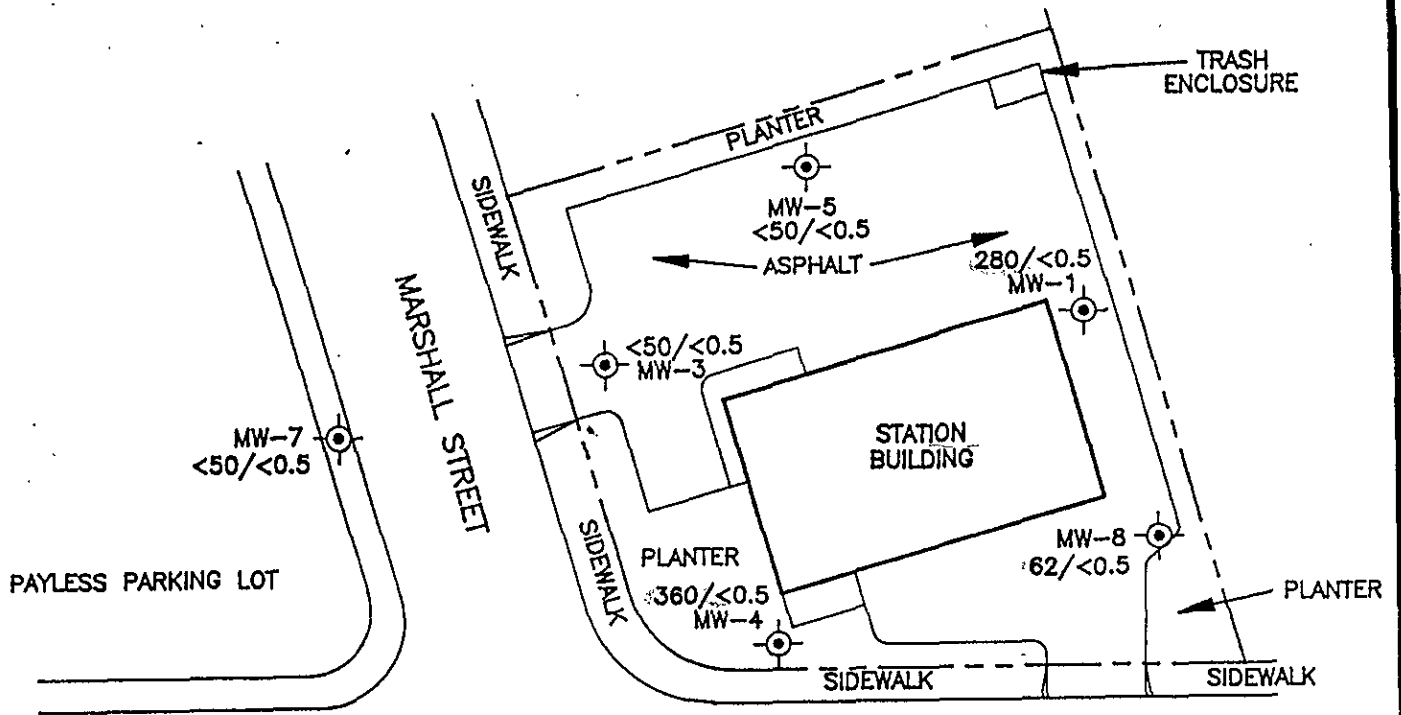 TRASH
ENCLOSURE
PLANTER
SIDEWALK
MW-5
<50/<0.5
ASPHALT
280/<0.5
MW-1
MARSHALL STREET
<50/<0.5
MW-3
MW-7
<50/<0.5
STATION
BUILDING
SIDEWALK
PLANTER
MW-8
62/<0.5
PAYLESS PARKING LOT
360/<0.5
MW-4
PLANTER
SIDEWALK
SIDEWALK